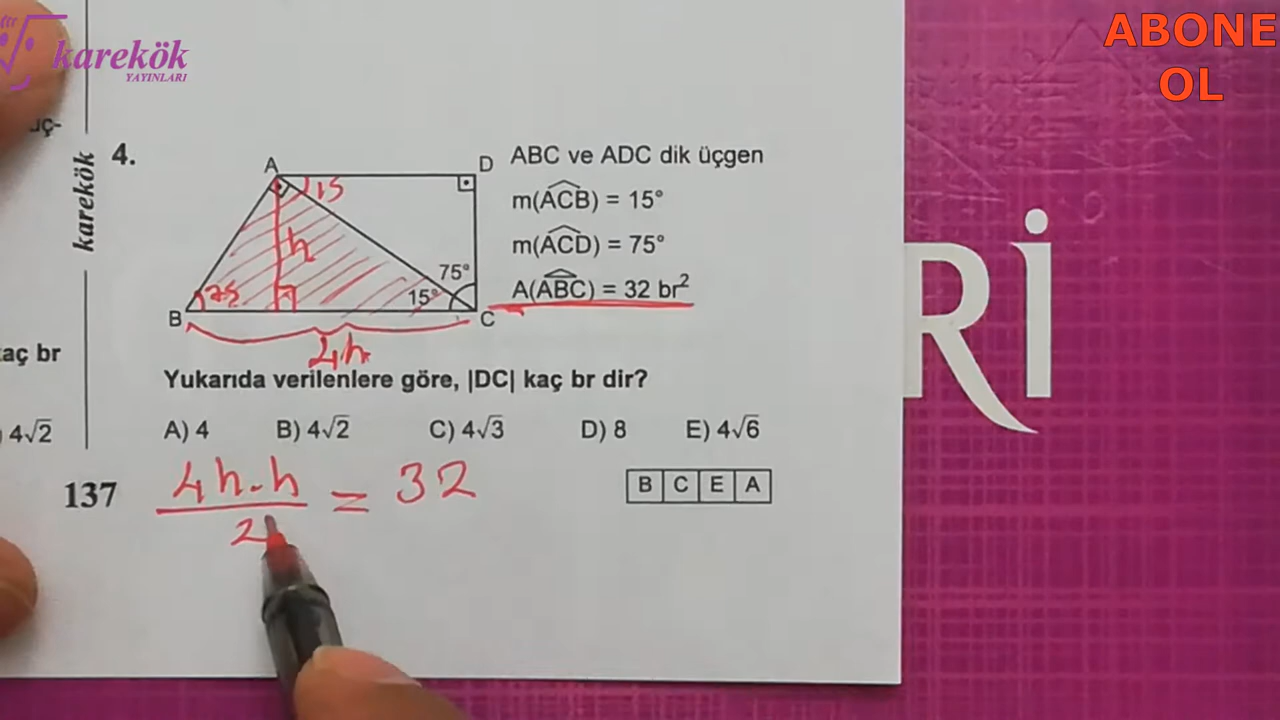 karekök
YAYINLARI
ABONE
OL
üç-
karekök
4.
A
D
15
h
75
75°
15°
B
C
4h
ABC ve ADC dik üçgen
m(ACB) = 15°
m(ACD) = 75°
A(ABC) = 32 br²
kaç br
Yukarıda verilenlere göre, |DC| kaç br dir?
4√2
A) 4 B) 4√2 C) 4√3 D) 8 E) 4√6
137
4h.h
2
= 32
B C E A
Rİ